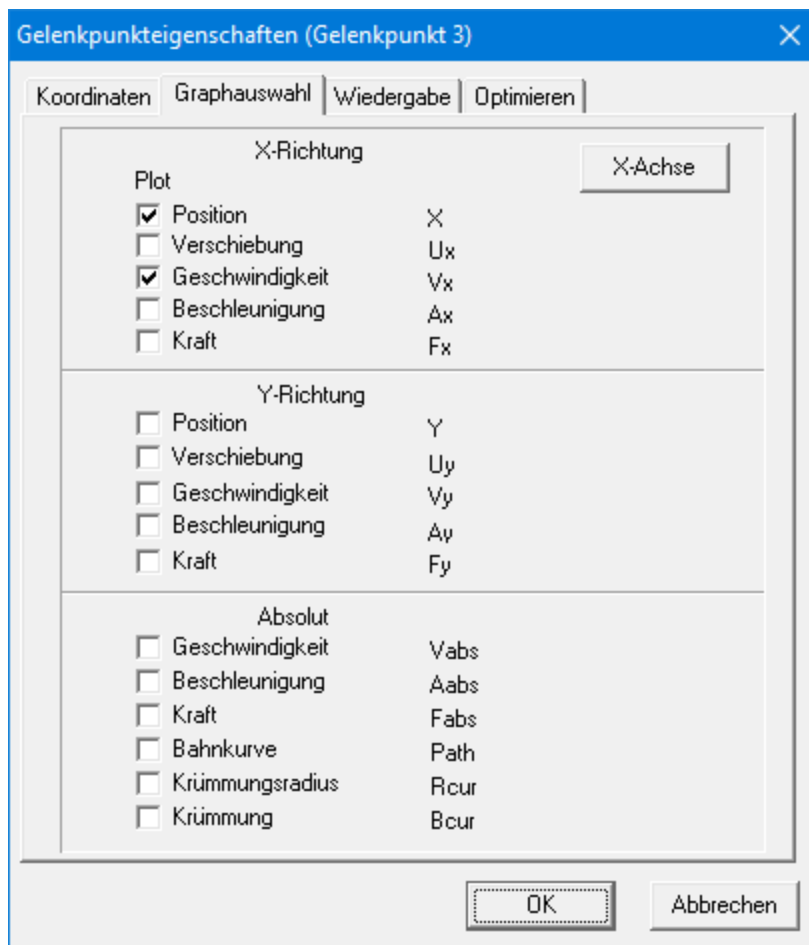 Gelenkpunkteigenschaften (Gelenkpunkt 3)
Koordinaten Graphauswahl Wiedergabe Optimieren
X-Richtung X-Achse
Plot
Position X
Verschiebung Ux
Geschwindigkeit Vx
Beschleunigung Ax
Kraft Fx
Y-Richtung
Position Y
Verschiebung Uy
Geschwindigkeit Vy
Beschleunigung Ay
Kraft Fy
Absolut
Geschwindigkeit Vabs
Beschleunigung Aabs
Kraft Fabs
Bahnkurve Path
Krümmungsradius Rcur
Krümmung Bcur
OK Abbrechen